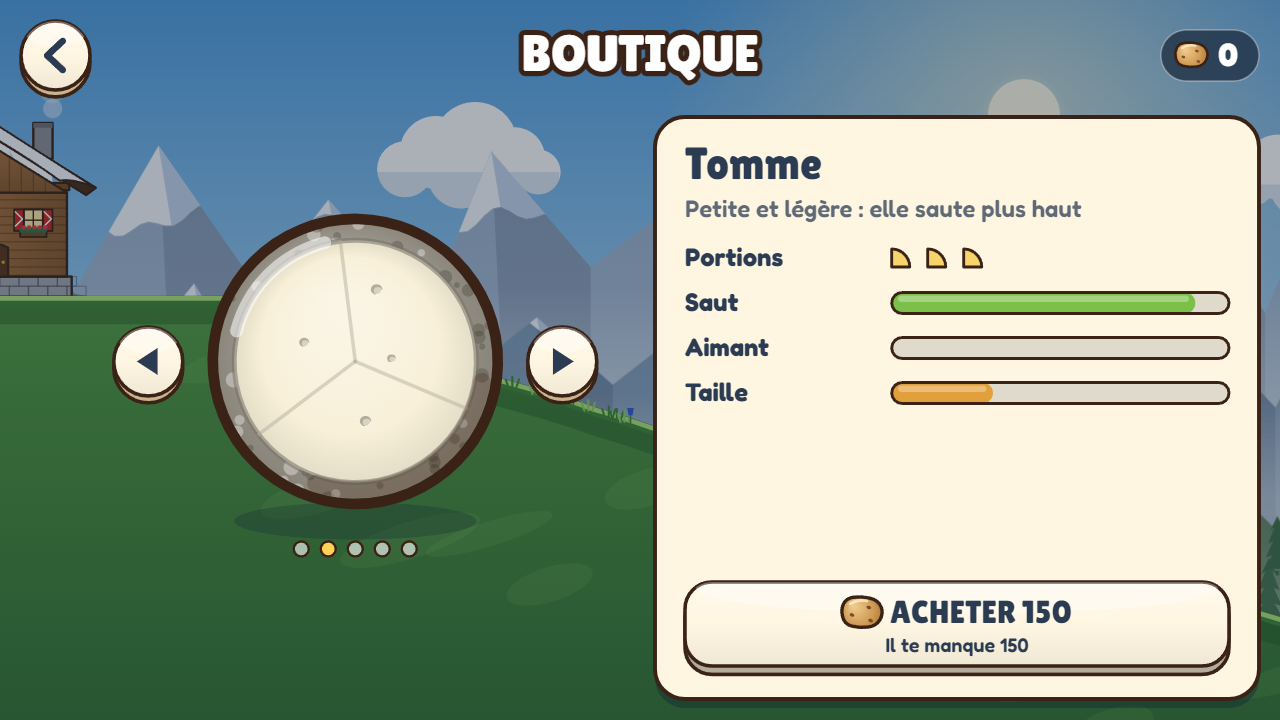 BOUTIQUE
0
Tomme
Petite et légère : elle saute plus haut
Portions
Saut
Aimant
Taille
ACHETER 150
Il te manque 150